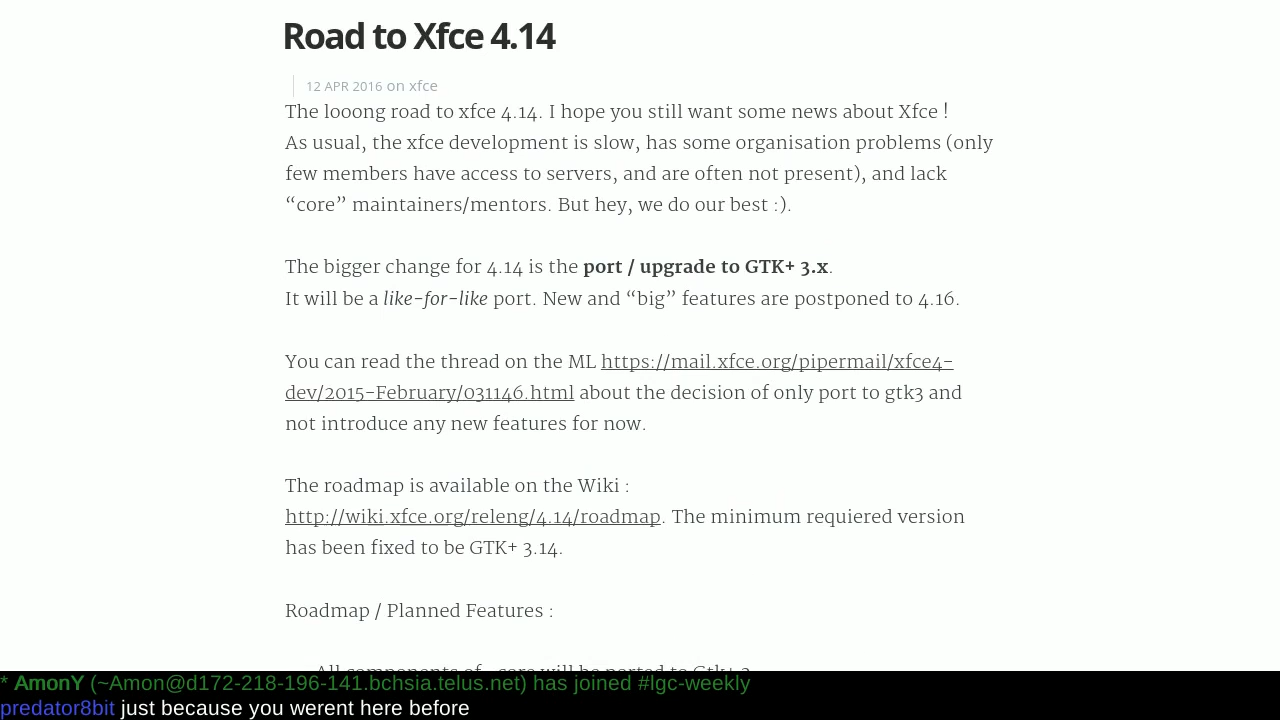 Road to Xfce 4.14
12 APR 2016 on xfce
The looong road to xfce 4.14. I hope you still want some news about Xfce !
As usual, the xfce development is slow, has some organisation problems (only
few members have access to servers, and are often not present), and lack
“core” maintainers/mentors. But hey, we do our best :).
The bigger change for 4.14 is the port / upgrade to GTK+ 3.x.
It will be a like-for-like port. New and “big” features are postponed to 4.16.
You can read the thread on the ML https://mail.xfce.org/pipermail/xfce4-
dev/2015-February/031146.html about the decision of only port to gtk3 and
not introduce any new features for now.
The roadmap is available on the Wiki :
http://wiki.xfce.org/releng/4.14/roadmap. The minimum requiered version
has been fixed to be GTK+ 3.14.
Roadmap / Planned Features :
All components of -core will be ported to Gtk+ 3
* AmonY (~Amon@d172-218-196-141.bchsia.telus.net) has joined #lgc-weekly
predator8bit just because you werent here before